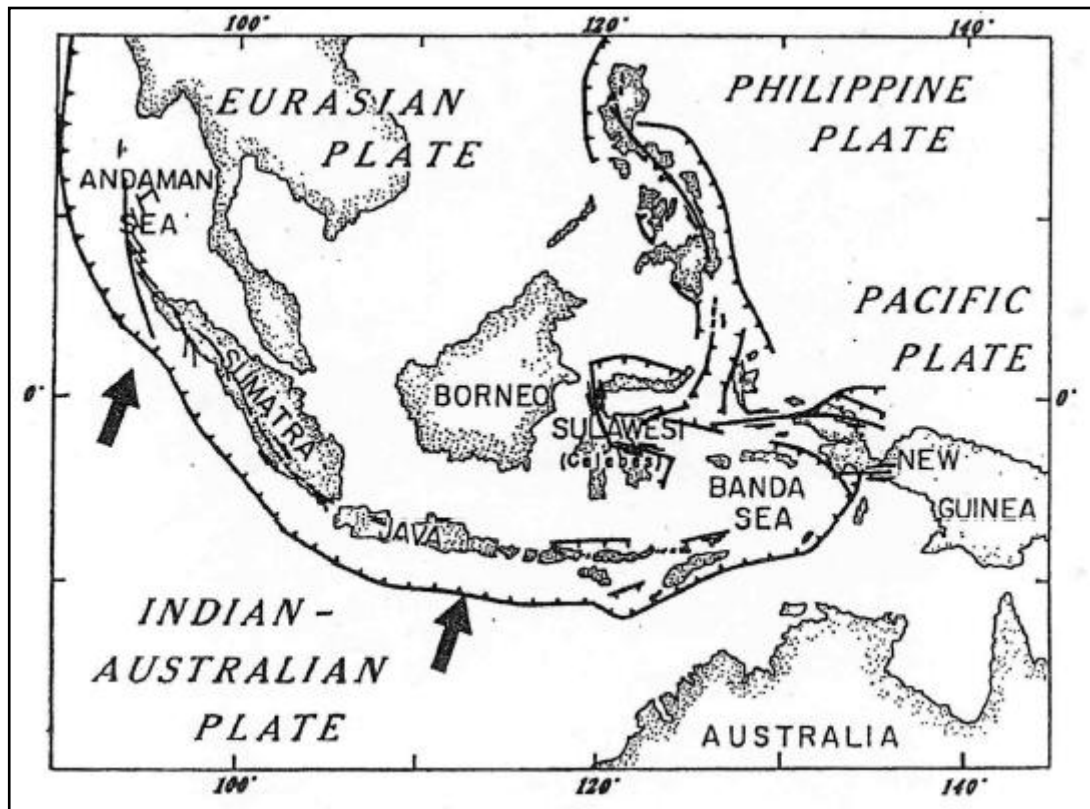 100°
120°
140°
EURASIAN
PLATE
PHILIPPINE
PLATE
ANDAMAN
SEA
PACIFIC
PLATE
0°
0°
SUMATRA
BORNEO
SULAWESI
(Celebes)
BANDA
SEA
NEW
GUINEA
JAVA
INDIAN-
AUSTRALIAN
PLATE
AUSTRALIA
100°
120°
140°